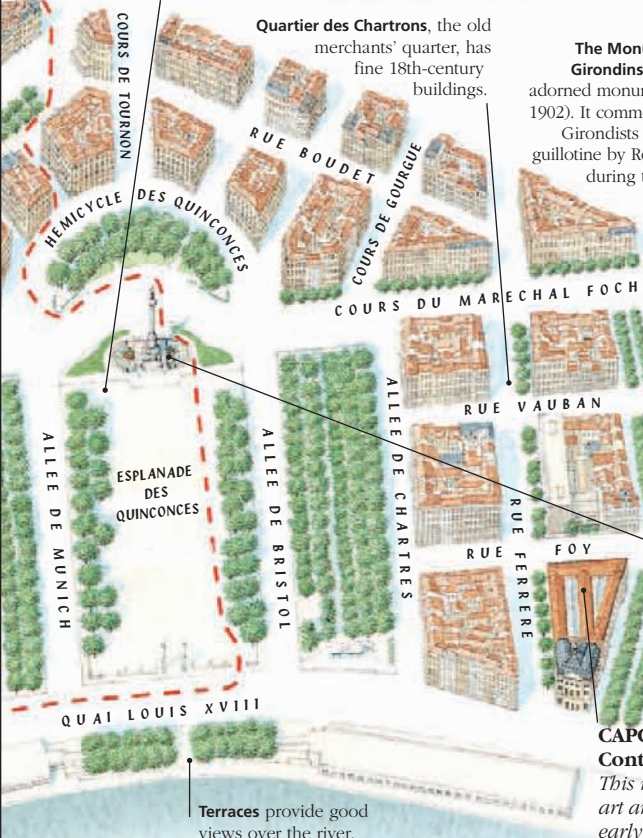 Quartier des Chartrons, the old
merchants' quarter, has
fine 18th-century
buildings.
The Monu
Girondins
adorned monu
1902). It comm
Girondists
guillotine by Ro
during t
COURS DE TOURNON
RUE BOUDET
COURS DE GOURGUE
HEMICYCLE DES QUINCONCES
COURS DU MARECHAL FOCH
RUE VAUBAN
ALLEE DE MUNICH
ESPLANADE
DES
QUINCONCES
ALLEE DE BRISTOL
ALLEE DE CHARTRES
RUE FERRERE
RUE FOY
QUAI LOUIS XVIII
Terraces provide good
views over the river.
CAPC
Cont
This i
art ar
early